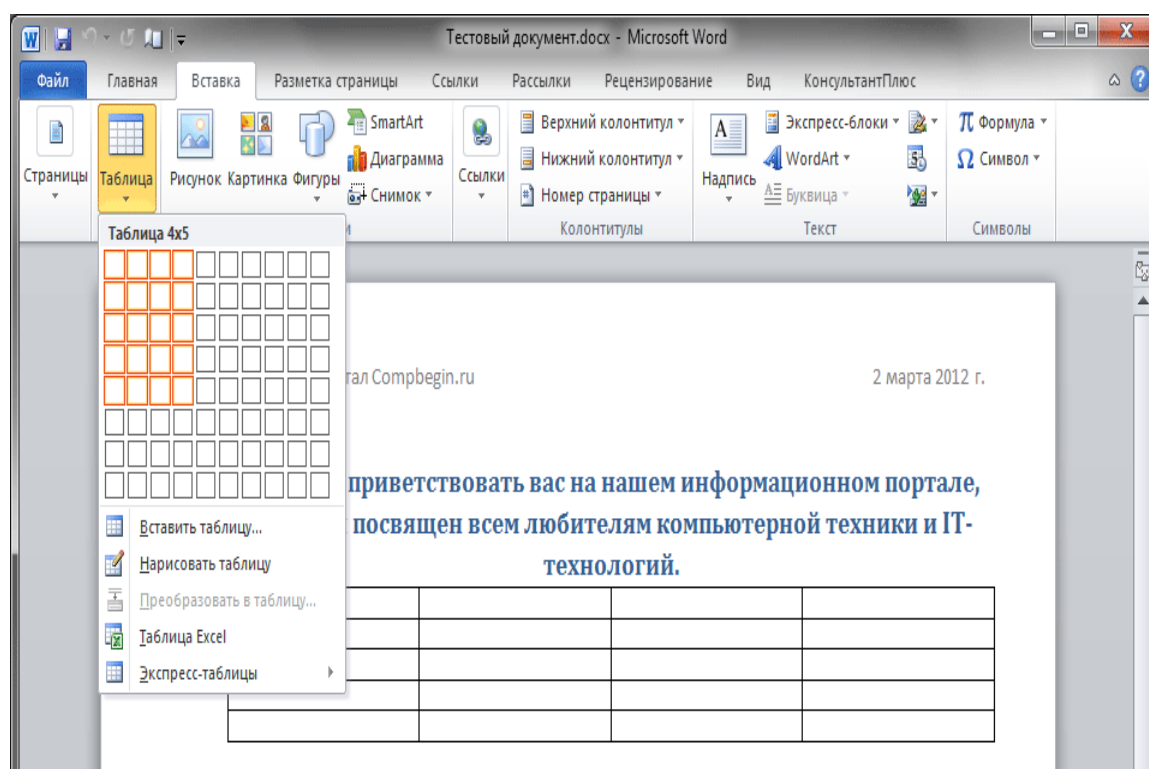 Тестовый документ.docx - Microsoft Word
Файл Главная Вставка Разметка страницы Ссылки Рассылки Рецензирование Вид КонсультантПлюс
Страницы
Таблица
Рисунок
Картинка
Фигуры
SmartArt
Диаграмма
Снимок
Ссылки
Верхний колонтитул
Нижний колонтитул
Номер страницы
Колонтитулы
Надпись
Экспресс-блоки
WordArt
Буквица
Текст
Формула
Символ
Символы
Таблица 4x5
Вставить таблицу...
Нарисовать таблицу
Преобразовать в таблицу...
Таблица Excel
Экспресс-таблицы
Compbegin.ru 2 марта 2012 г.
приветствовать вас на нашем информационном портале,
посвящен всем любителям компьютерной техники и IT-
технологий.